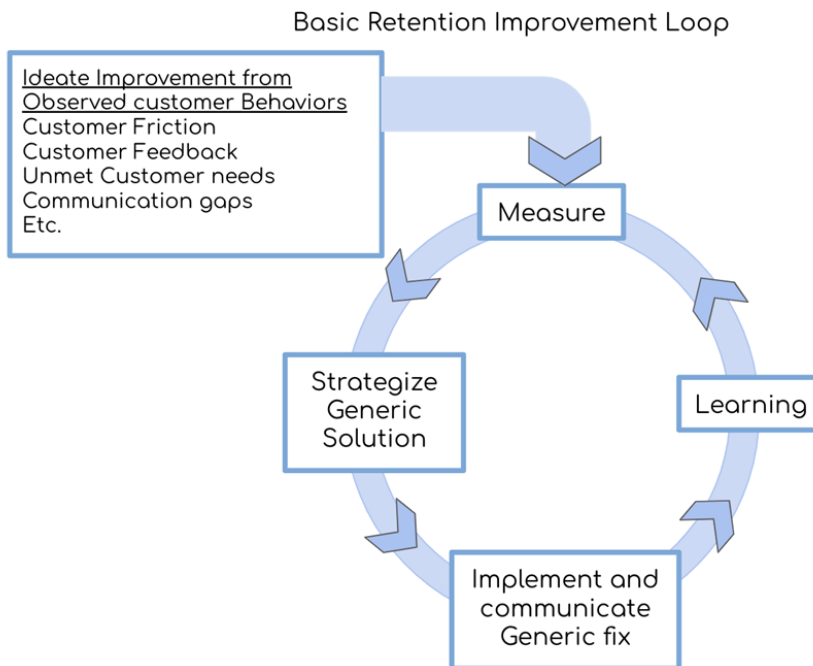 Basic Retention Improvement Loop
Ideate Improvement from
Observed customer Behaviors
Customer Friction
Customer Feedback
Unmet Customer needs
Communication gaps
Etc.
Measure
Strategize
Generic
Solution
Learning
Implement and
communicate
Generic fix